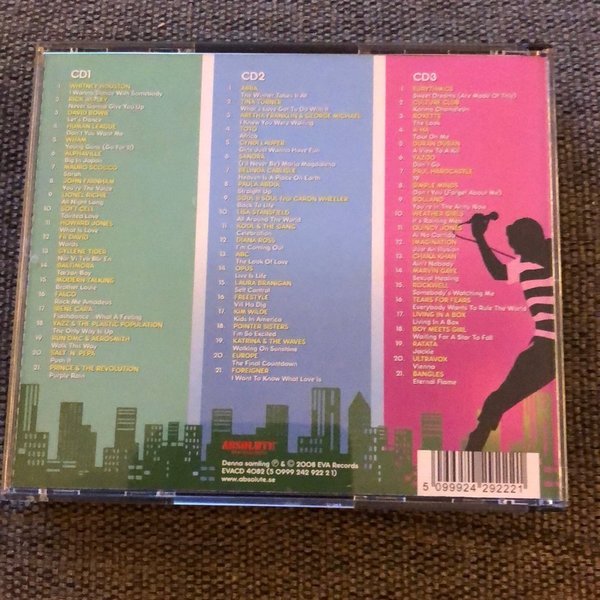 CD1
1. WHITNEY HOUSTON
I Wanna Dance With Somebody
2. RICK ASTLEY
Never Gonna Give You Up
3. DAVID BOWIE
Let's Dance
4. HUMAN LEAGUE
Don't You Want Me
5. WHAM
Young Guns (Go For It)
6. ALPHAVILLE
Big In Japan
7. MAURO SCOCCO
Sarah
8. JOHN FARNHAM
You're The Voice
9. LIONEL RICHIE
All Night Long
10. SOFT CELL
Tainted Love
11. HOWARD JONES
What Is Love
12. FR DAVID
Words
13. GYLLENE TIDER
När Vi Två Blir En
14. BALTIMORA
Tarzan Boy
15. MODERN TALKING
Brother Louie
16. FALCO
Rock Me Amadeus
17. IRENE CARA
Flashdance...What A Feeling
18. YAZZ & THE PLASTIC POPULATION
The Only Way Is Up
19. RUN DMC & AEROSMITH
Walk This Way
20. SALT 'N' PEPA
Push It
21. PRINCE & THE REVOLUTION
Purple Rain
CD2
1. ABBA
The Winner Takes It All
2. TINA TURNER
What's Love Got To Do With It
3. ARETHA FRANKLIN & GEORGE MICHAEL
I Knew You Were Waiting
4. TOTO
Africa
5. CYNDI LAUPER
Girls Just Wanna Have Fun
6. SANDRA
(I'll Never Be) Maria Magdalena
7. BELINDA CARLISLE
Heaven Is A Place On Earth
8. PAULA ABDUL
Straight Up
9. SOUL II SOUL feat CARON WHEELER
Back To Life
10. LISA STANSFIELD
All Around The World
11. KOOL & THE GANG
Celebration
12. DIANA ROSS
I'm Coming Out
13. ABC
The Look Of Love
14. OPUS
Live Is Life
15. LAURA BRANIGAN
Self Control
16. FREESTYLE
Vill Ha Dig
17. KIM WILDE
Kids In America
18. POINTER SISTERS
I'm So Excited
19. KATRINA & THE WAVES
Walking On Sunshine
20. EUROPE
The Final Countdown
21. FOREIGNER
I Want To Know What Love Is
CD3
1. EURYTHMICS
Sweet Dreams (Are Made Of This)
2. CULTURE CLUB
Karma Chameleon
3. ROXETTE
The Look
4. A-HA
Take On Me
5. DURAN DURAN
A View To A Kill
6. YAZOO
Don't Go
7. PAUL HARDCASTLE
19
8. SIMPLE MINDS
Don't You (Forget About Me)
9. BOLLAND
You're In The Army Now
10. WEATHER GIRLS
It's Raining Men
11. QUINCY JONES
Ai No Corrida
12. IMAGINATION
Just An Illusion
13. CHAKA KHAN
Ain't Nobody
14. MARVIN GAYE
Sexual Healing
15. ROCKWELL
Somebody's Watching Me
16. TEARS FOR FEARS
Everybody Wants To Rule The World
17. LIVING IN A BOX
Living In A Box
18. BOY MEETS GIRL
Waiting For A Star To Fall
19. RATATA
Jackie
20. ULTRAVOX
Vienna
21. BANGLES
Eternal Flame
ABSOLUTE
Denna samling ℗ & © 2008 EVA Records
EVACD 4082 (5 0999 242 922 2 1)
www.absolute.se
5 099924 292221